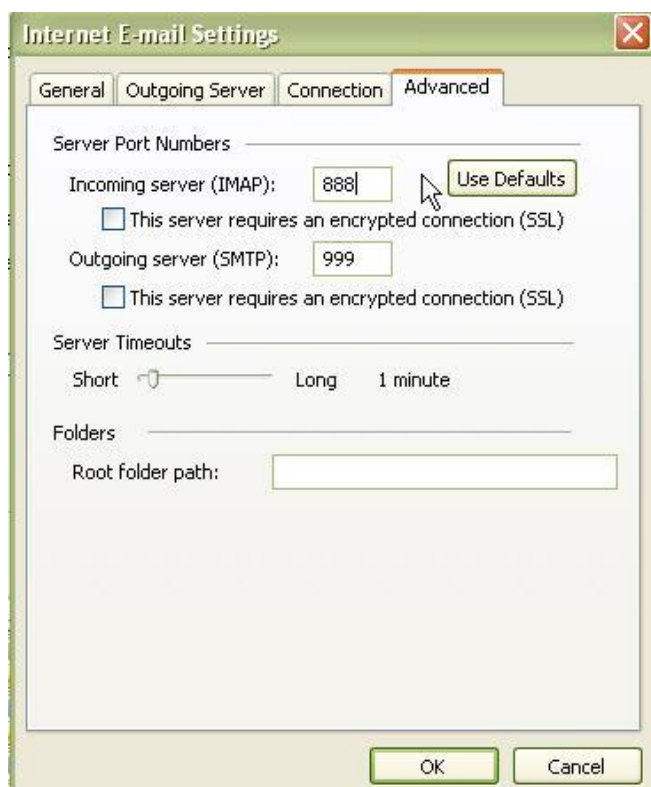 Internet E-mail Settings
General Outgoing Server Connection Advanced
Server Port Numbers
Incoming server (IMAP): 888 Use Defaults
This server requires an encrypted connection (SSL)
Outgoing server (SMTP): 999
This server requires an encrypted connection (SSL)
Server Timeouts
Short Long 1 minute
Folders
Root folder path:
OK Cancel